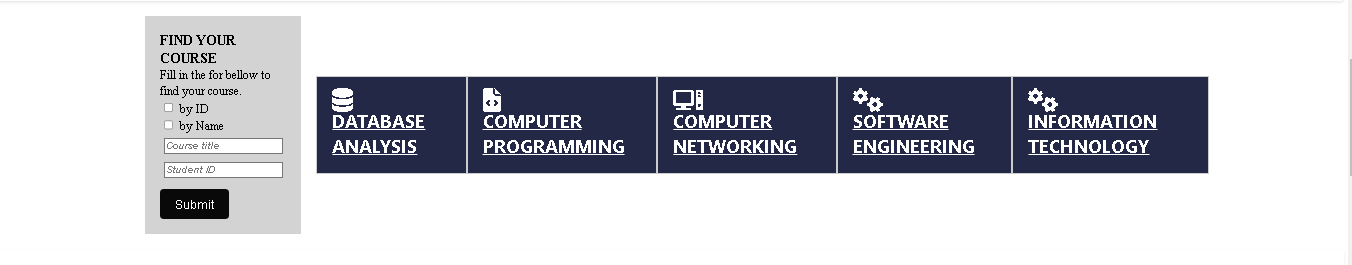 FIND YOUR
COURSE
Fill in the for bellow to
find your course.
by ID
by Name
Course title
Student ID
Submit
DATABASE
ANALYSIS
COMPUTER
PROGRAMMING
COMPUTER
NETWORKING
SOFTWARE
ENGINEERING
INFORMATION
TECHNOLOGY